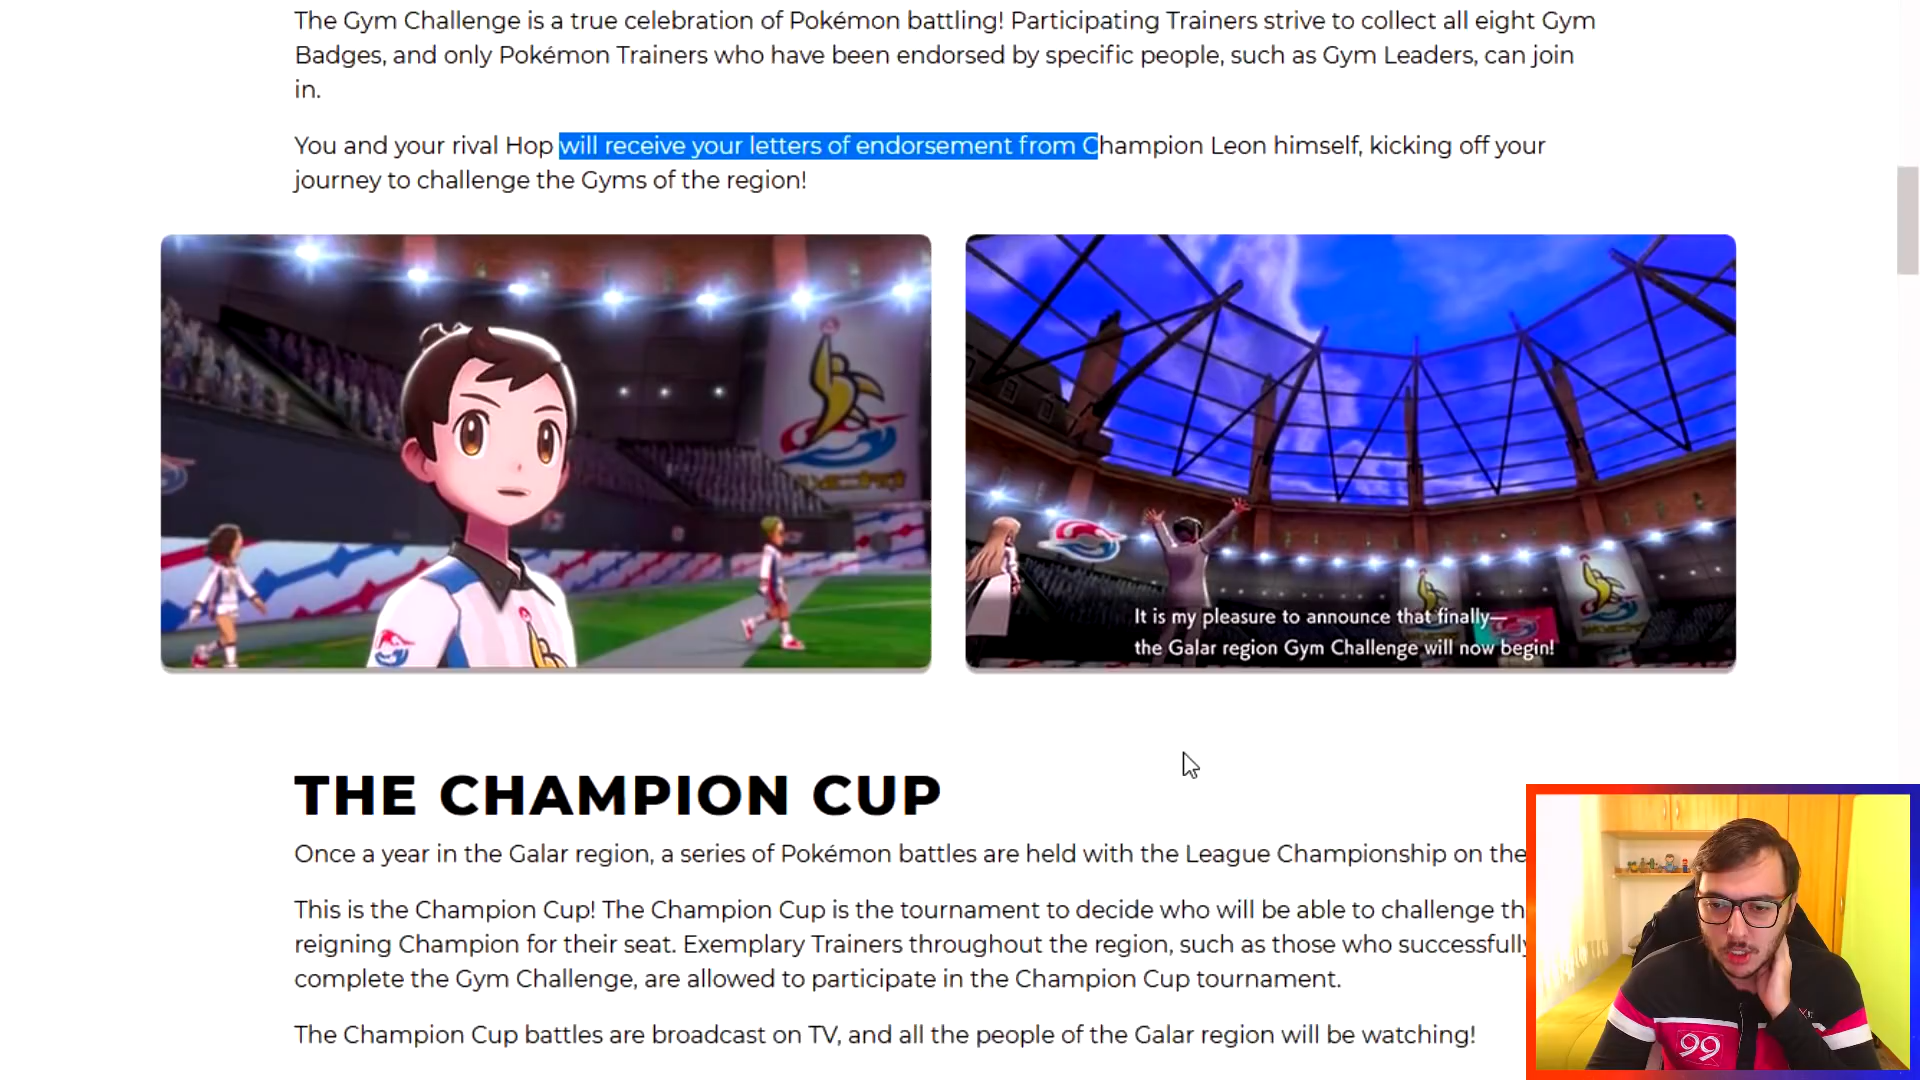 The Gym Challenge is a true celebration of Pokémon battling! Participating Trainers strive to collect all eight Gym
Badges, and only Pokémon Trainers who have been endorsed by specific people, such as Gym Leaders, can join
in.
You and your rival Hop will receive your letters of endorsement from Champion Leon himself, kicking off your
journey to challenge the Gyms of the region!
It is my pleasure to announce that finally—
the Galar region Gym Challenge will now begin!
THE CHAMPION CUP
Once a year in the Galar region, a series of Pokémon battles are held with the League Championship on the
This is the Champion Cup! The Champion Cup is the tournament to decide who will be able to challenge th
reigning Champion for their seat. Exemplary Trainers throughout the region, such as those who successfully
complete the Gym Challenge, are allowed to participate in the Champion Cup tournament.
The Champion Cup battles are broadcast on TV, and all the people of the Galar region will be watching!
99